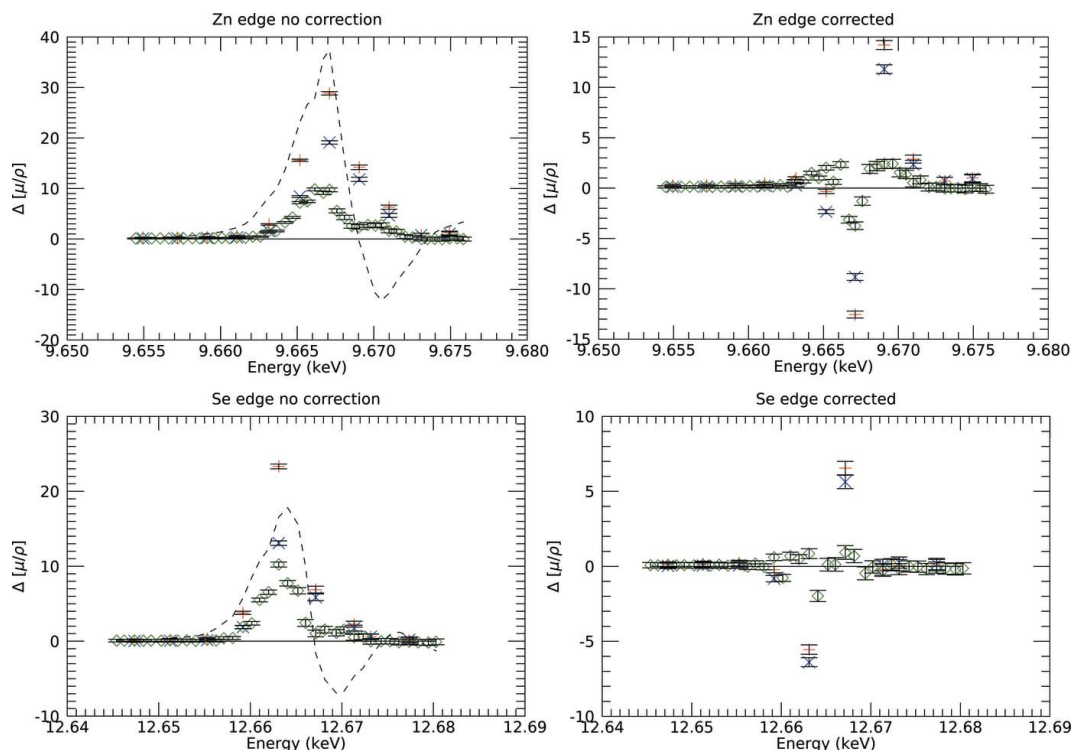 Zn edge no correction
40
30
20
10
0
-10
-20
Δ [μ/ρ]
9.650 9.655 9.660 9.665 9.670 9.675 9.680
Energy (keV)
Zn edge corrected
15
10
5
0
-5
-10
-15
Δ [μ/ρ]
9.650 9.655 9.660 9.665 9.670 9.675 9.680
Energy (keV)
Se edge no correction
30
20
10
0
-10
Δ [μ/ρ]
12.64 12.65 12.66 12.67 12.68 12.69
Energy (keV)
Se edge corrected
10
5
0
-5
-10
Δ [μ/ρ]
12.64 12.65 12.66 12.67 12.68 12.69
Energy (keV)